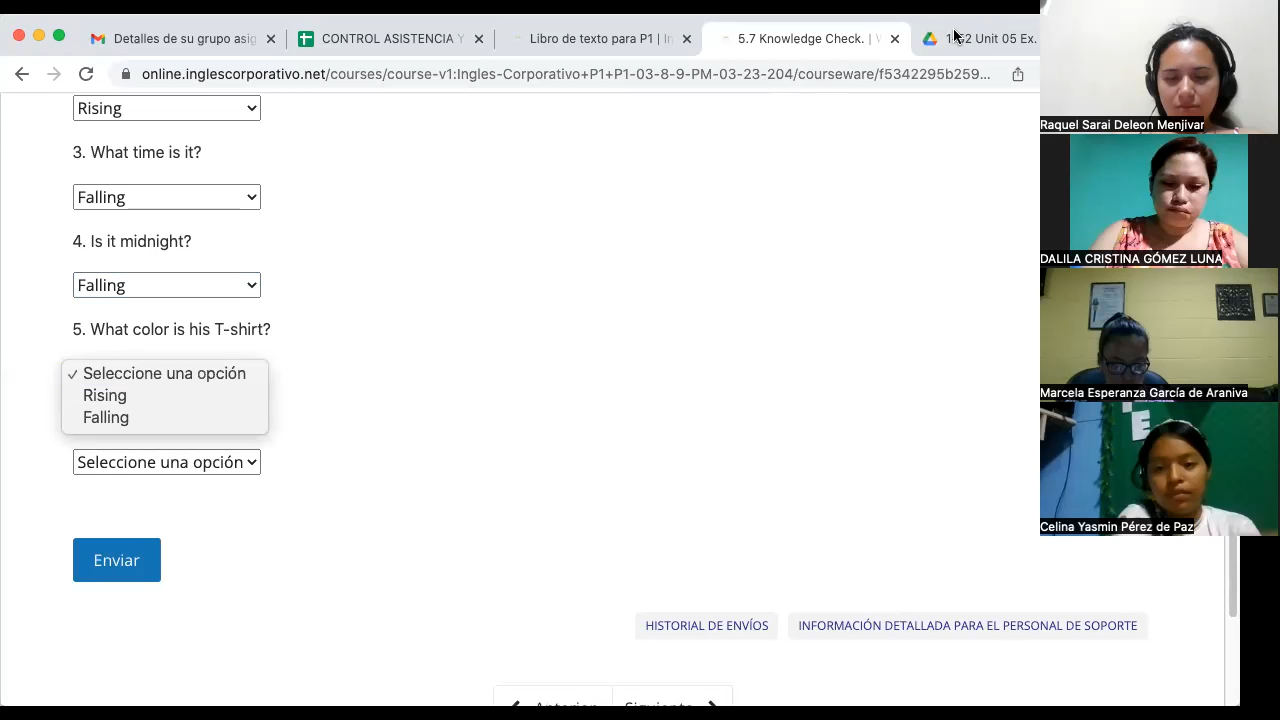 Detalles de su grupo asig
CONTROL ASISTENCIA Y
Libro de texto para P1 | In
5.7 Knowledge Check. | V
Unit 05 Ex.
online.inglescorporativo.net/courses/course-v1:Ingles-Corporativo+P1+P1-03-8-9-PM-03-23-204/courseware/f5342295b259...
Rising
3. What time is it?
Falling
4. Is it midnight?
Falling
5. What color is his T-shirt?
Seleccione una opción
Rising
Falling
Seleccione una opción
Enviar
HISTORIAL DE ENVÍOS
INFORMACIÓN DETALLADA PARA EL PERSONAL DE SOPORTE
Anterior
Siguiente
Raquel Sarai Deleon Menjivar
DALILA CRISTINA GÓMEZ LUNA
Marcela Esperanza García de Araniva
Celina Yasmin Pérez de Paz